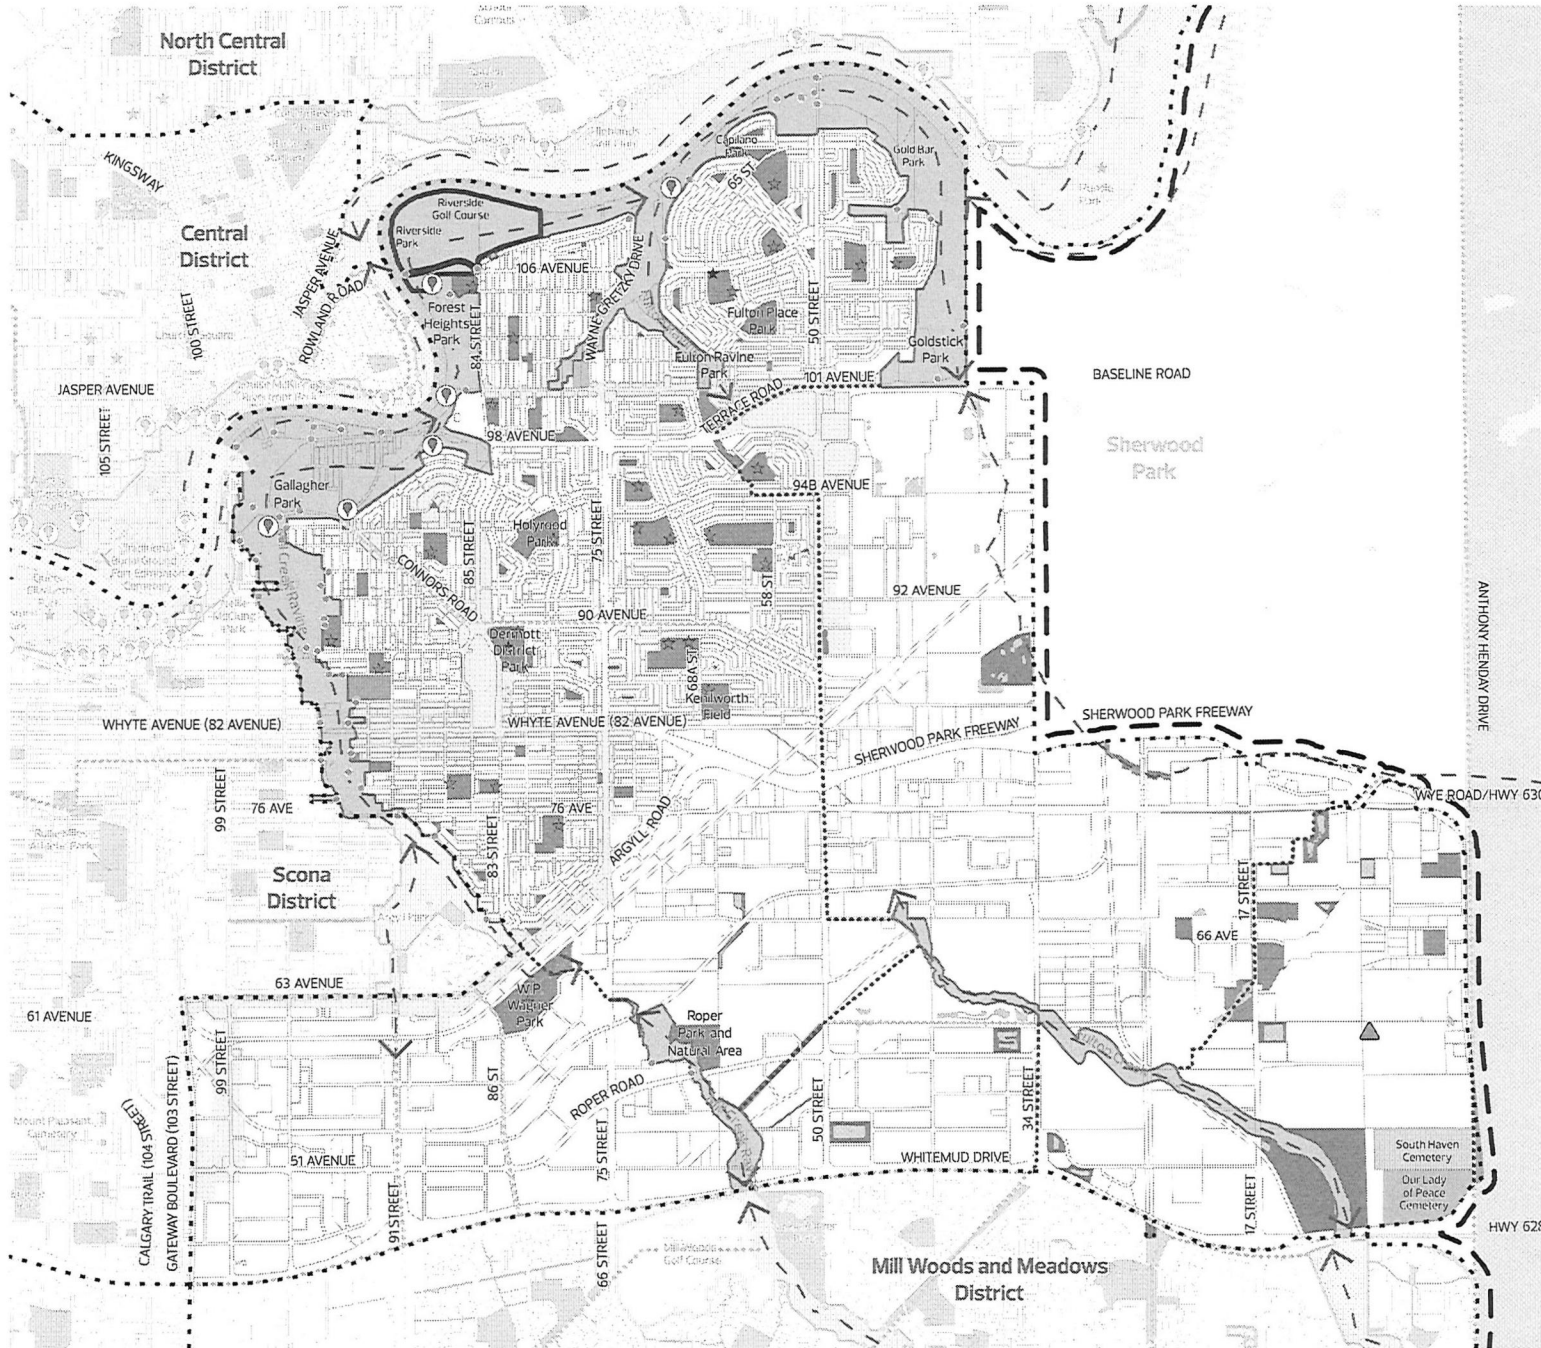 North Central
District
KINGSWAY
Central
District
JASPER AVENUE
ROWLAND ROAD
100 STREET
JASPER AVENUE
105 STREET
Riverside
Golf Course
Riverside
Park
Capilano
Park
65 ST
Gold Bar
Park
106 AVENUE
WAYNE GRETZKY DRIVE
Forest
Heights
Park
84 STREET
Fulton Place
Park
50 STREET
Goldstick
Park
Fulton Ravine
Park
101 AVENUE
TERRACE ROAD
BASELINE ROAD
98 AVENUE
Sherwood
Park
94B AVENUE
Gallagher
Park
Holyrood
Park
75 STREET
85 STREET
CONNORS ROAD
90 AVENUE
58 ST
92 AVENUE
ANTHONY HENDAY DRIVE
Dermott
District
Park
68A ST
Kenilworth
Field
WHYTE AVENUE (82 AVENUE)
WHYTE AVENUE (82 AVENUE)
SHERWOOD PARK FREEWAY
SHERWOOD PARK FREEWAY
99 STREET
76 AVE
76 AVE
ARGYLL ROAD
WYE ROAD/HWY 630
83 STREET
Scona
District
17 STREET
66 AVE
63 AVENUE
61 AVENUE
W.P.
Wagner
Park
Roper
Park and
Natural Area
99 STREET
86 ST
ROPER ROAD
50 STREET
34 STREET
CALGARY TRAIL (104 STREET)
GATEWAY BOULEVARD (103 STREET)
Mount Pleasant
Cemetery
51 AVENUE
75 STREET
WHITEMUD DRIVE
South Haven
Cemetery
Our Lady
of Peace
Cemetery
91 STREET
17 STREET
66 STREET
HWY 628
Mill Woods
Golf Course
Mill Woods and Meadows
District